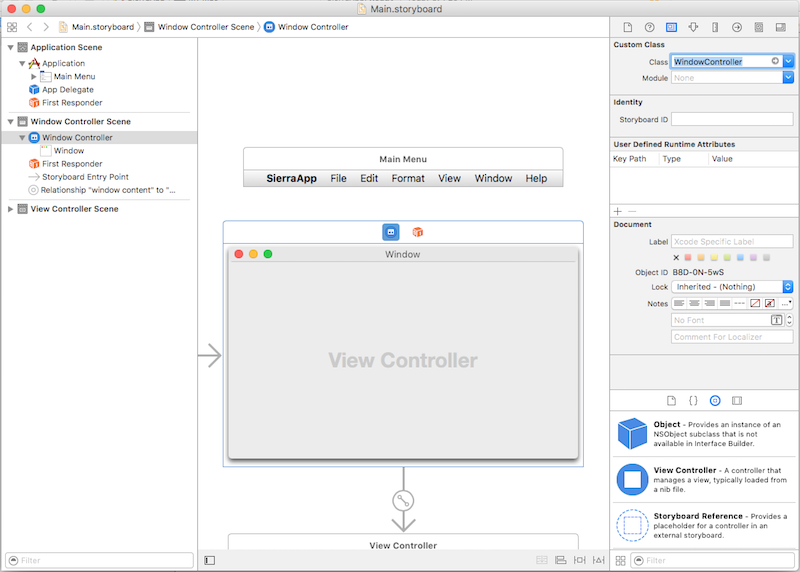 Main.storyboard
Main.storyboard
Window Controller Scene
Window Controller
Application Scene
Application
Main Menu
App Delegate
First Responder
Window Controller Scene
Window Controller
Window
First Responder
Storyboard Entry Point
Relationship "window content" to "...
View Controller Scene
Filter
Main Menu
SierraApp File Edit Format View Window Help
Window
View Controller
View Controller
Custom Class
Class WindowController
Module None
Identity
Storyboard ID
User Defined Runtime Attributes
Key Path Type Value
Document
Label Xcode Specific Label
Object ID B8D-0N-5wS
Lock Inherited - (Nothing)
Notes
No Font
Comment For Localizer
Object - Provides an instance of an
NSObject subclass that is not
available in Interface Builder.
View Controller - A controller that
manages a view, typically loaded from
a nib file.
Storyboard Reference - Provides a
placeholder for a controller in an
external storyboard.
Filter